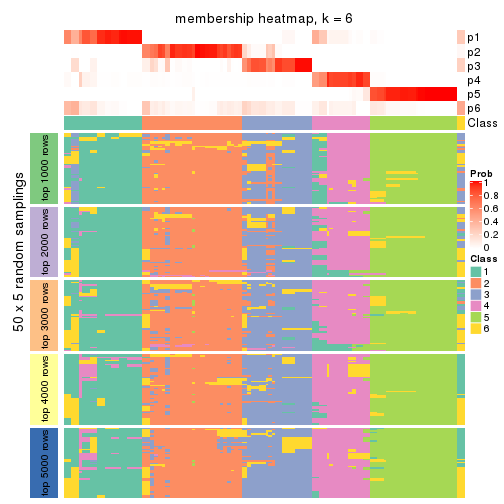 membership heatmap, k = 6
p1
p2
p3
p4
p5
p6
Class
50 x 5 random samplings
top 1000 rows
top 2000 rows
top 3000 rows
top 4000 rows
top 5000 rows
Prob
1
0.8
0.6
0.4
0.2
0
Class
1
2
3
4
5
6